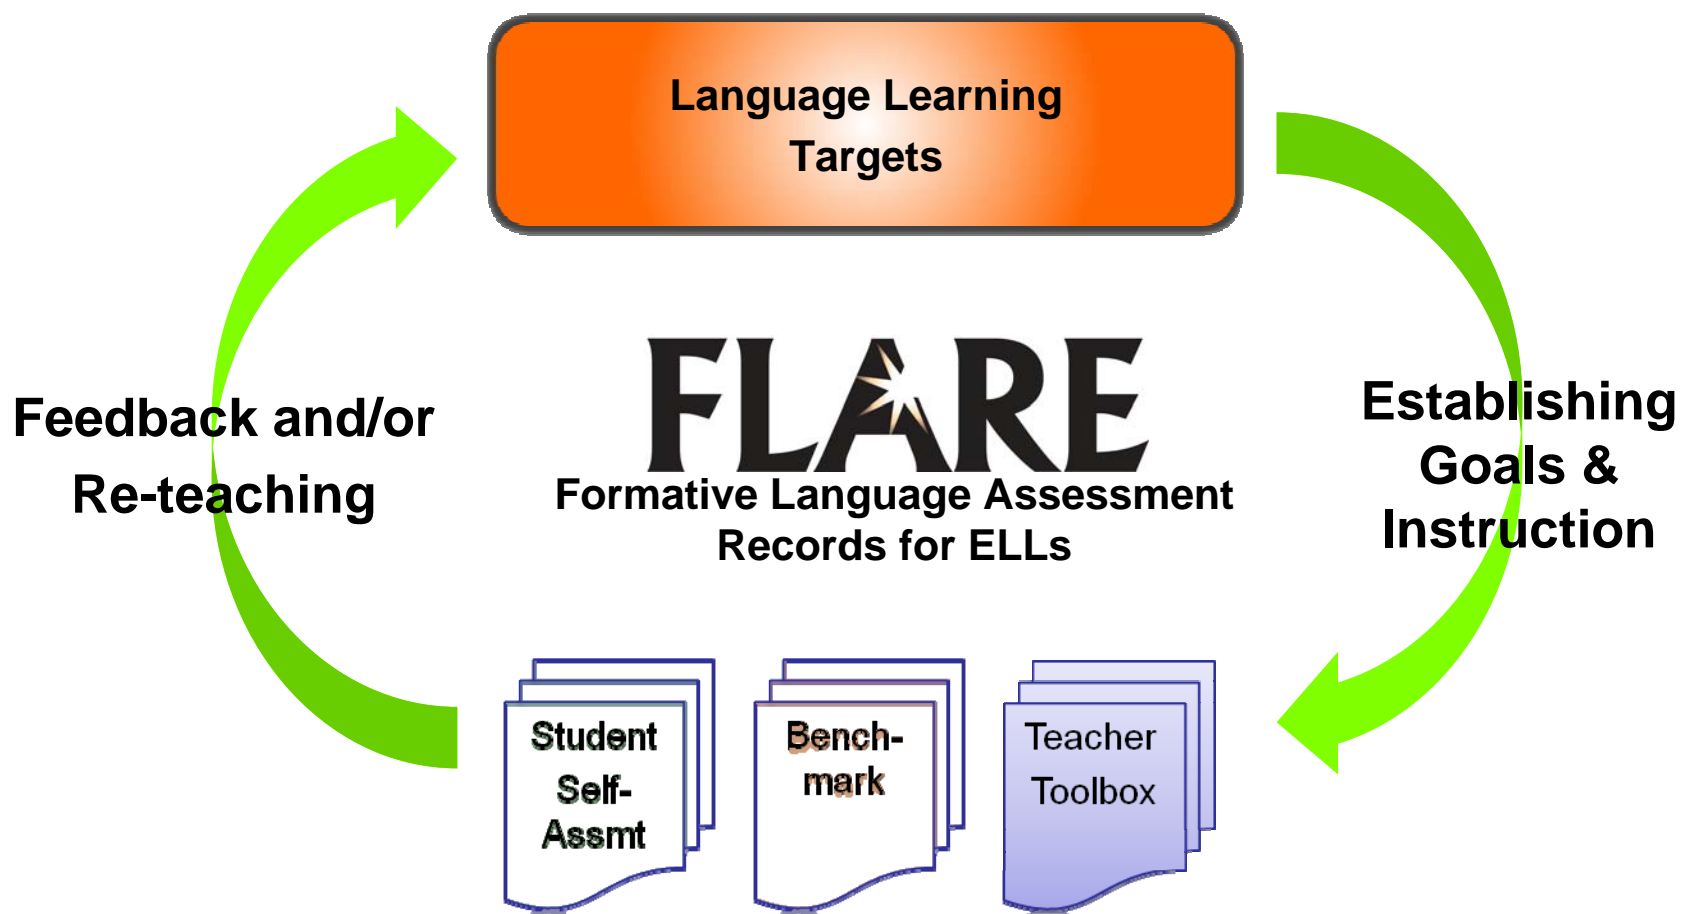 Language Learning
Targets
FLARE
Formative Language Assessment
Records for ELLs
Feedback and/or
Re-teaching
Establishing
Goals &
Instruction
Student
Self-
Assmt
Bench-
mark
Teacher
Toolbox